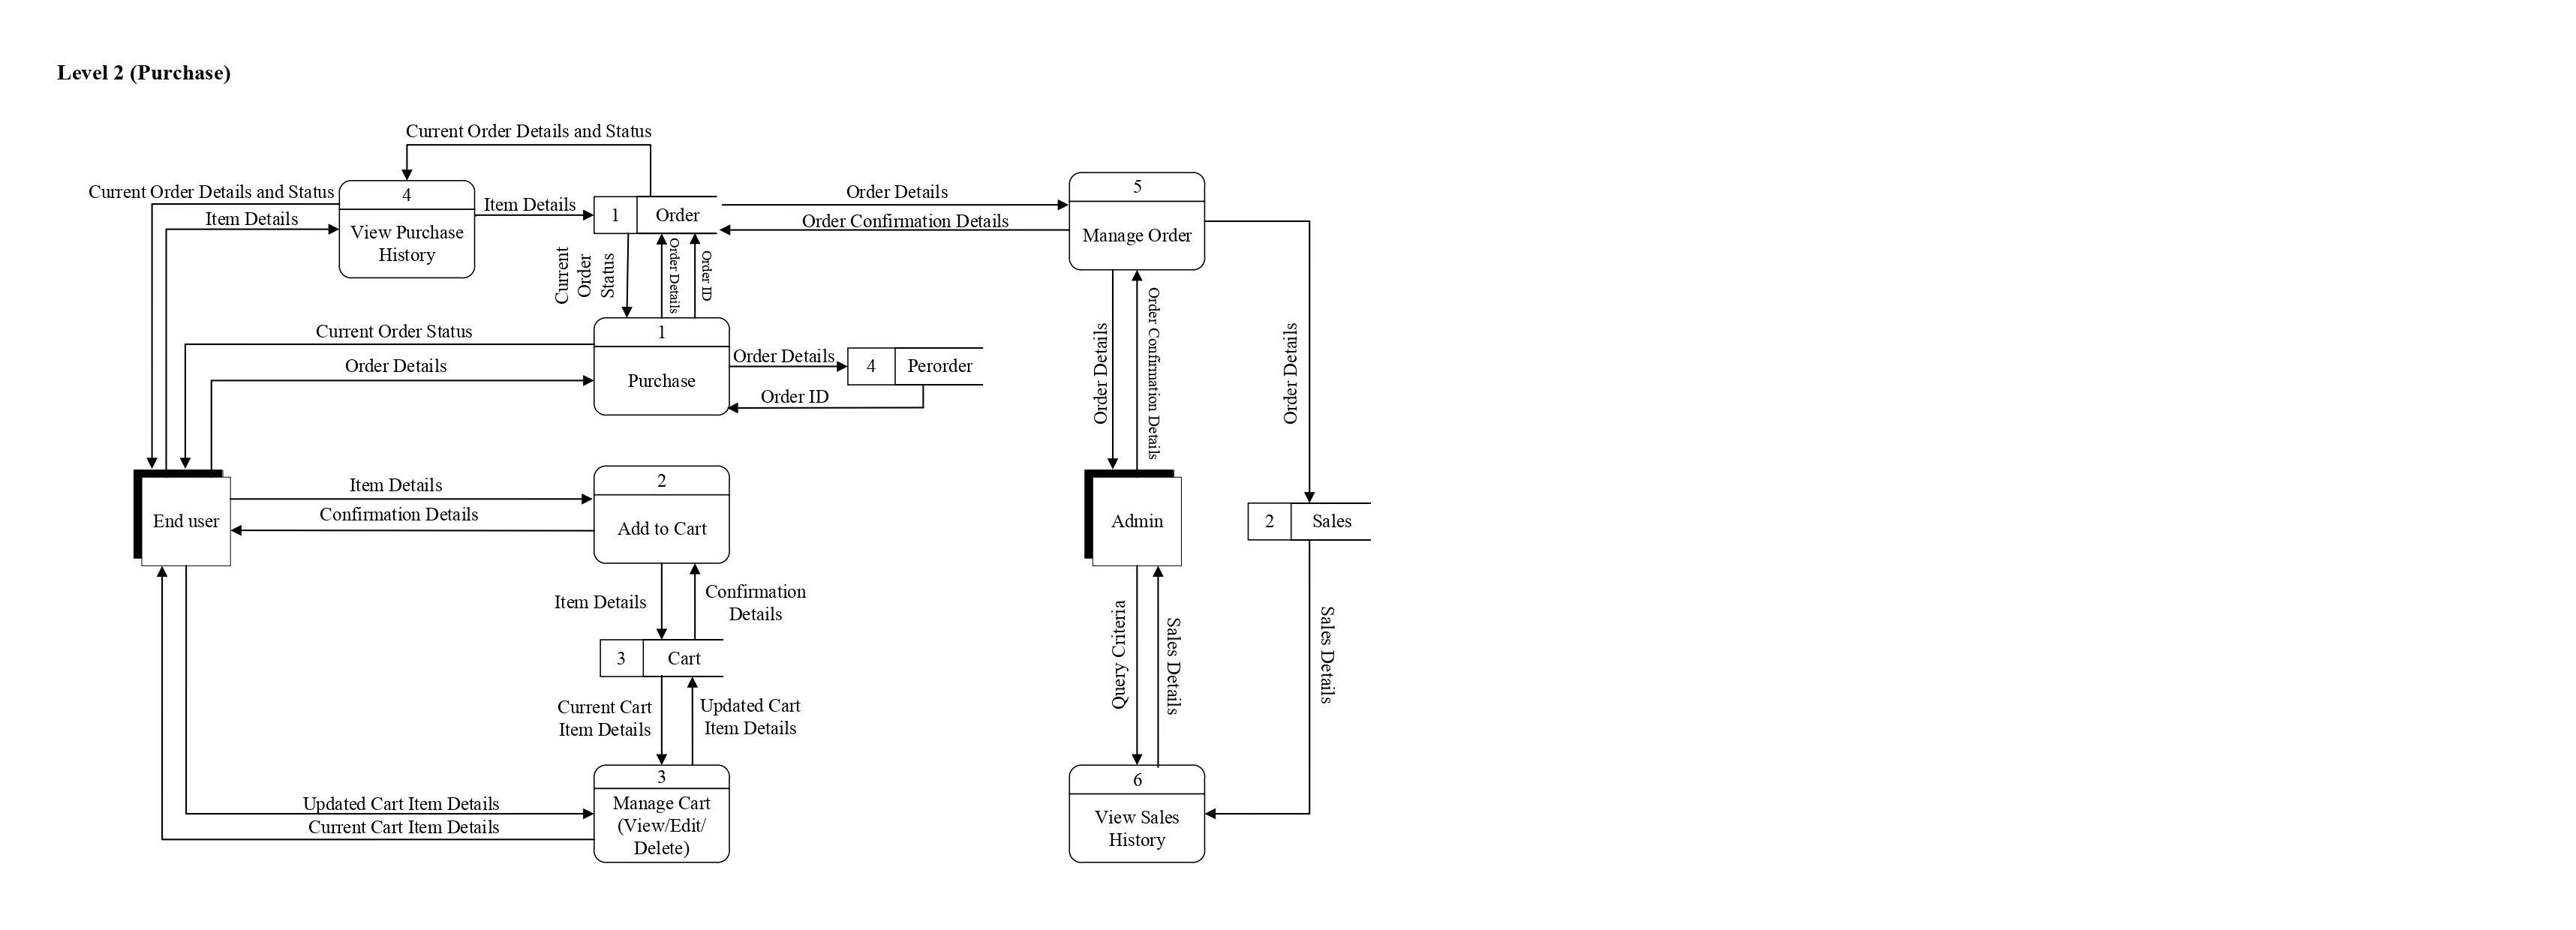 Level 2 (Purchase)
Current Order Details and Status
Current Order Details and Status
Item Details
4
View Purchase
History
Item Details
1
Order
Order Details
Order Confirmation Details
5
Manage Order
Current
Order
Status
Order Details
Order ID
Current Order Status
Order Details
1
Purchase
Order Details
4
Perorder
Order ID
Order Details
Order Confirmation Details
Order Details
End user
Item Details
Confirmation Details
2
Add to Cart
Admin
2
Sales
Item Details
Confirmation
Details
3
Cart
Current Cart
Item Details
Updated Cart
Item Details
Query Criteria
Sales Details
Sales Details
Updated Cart Item Details
Current Cart Item Details
3
Manage Cart
(View/Edit/
Delete)
6
View Sales
History